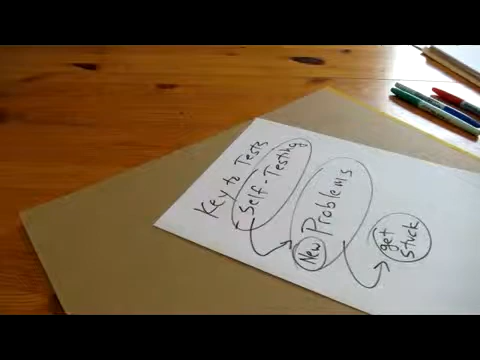 Key to Tests
Self-Testing
New Problems
get
stuck